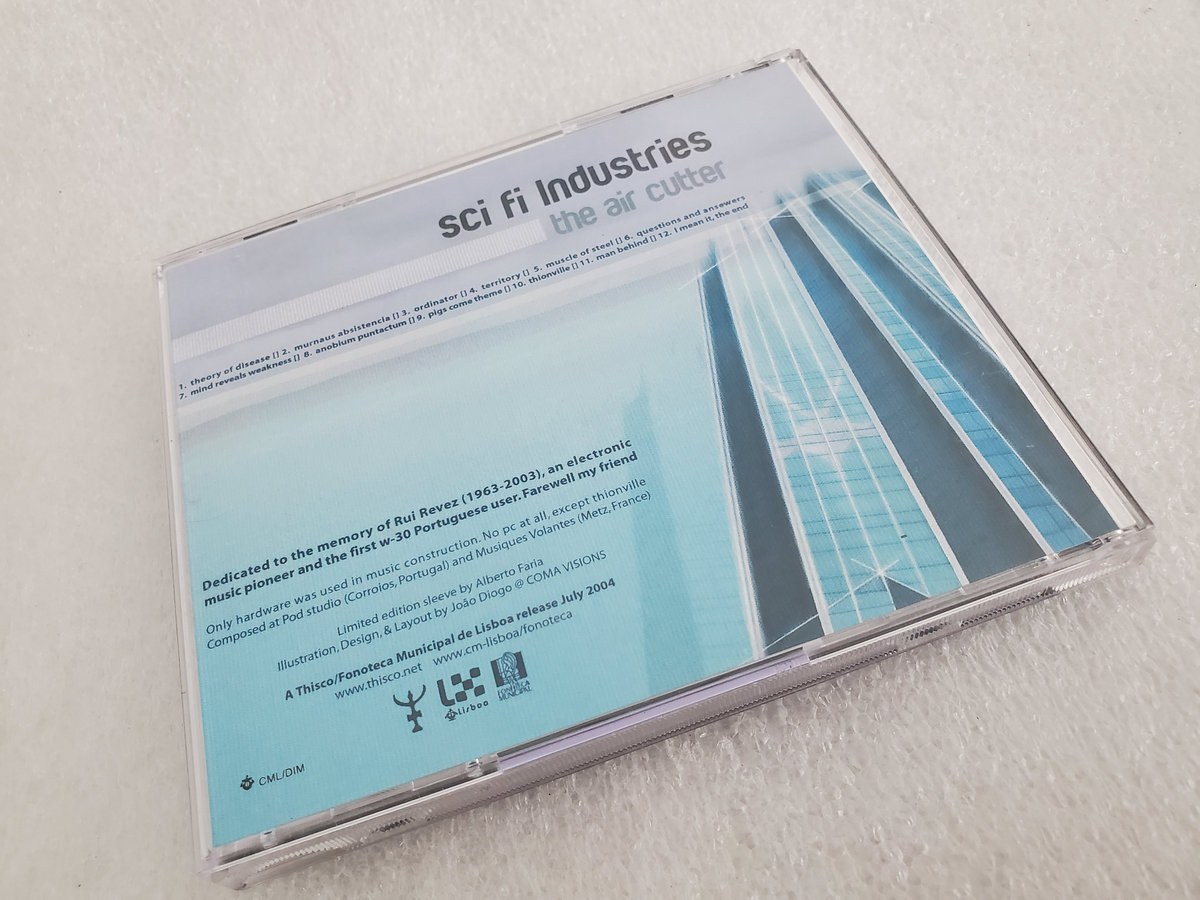 sci fi Industries
the air cutter
1. theory of disease [] 2. murnaus absistencia [] 3. ordinator [] 4. territory [] 5. muscle of steel [] 6. questions and answers
7. mind reveals weakness [] 8. anobium puntactum [] 9. pigs come theme [] 10. thionville [] 11. man behind [] 12. I mean it, the end
Dedicated to the memory of Rui Revez (1963-2003), an electronic
music pioneer and the first w-30 Portuguese user. Farewell my friend
Only hardware was used in music construction. No pc at all, except thionville
Composed at Pod studio (Corroios, Portugal) and Musiques Volantes (Metz, France)
Limited edition sleeve by Alberto Faria
Illustration, Design, & Layout by João Diogo @ COMA VISIONS
A Thisco/Fonoteca Municipal de Lisboa release July 2004
www.thisco.net www.cm-lisboa/fonoteca
Lisboa
FONOTECA
MUNICIPAL
CML/DIM